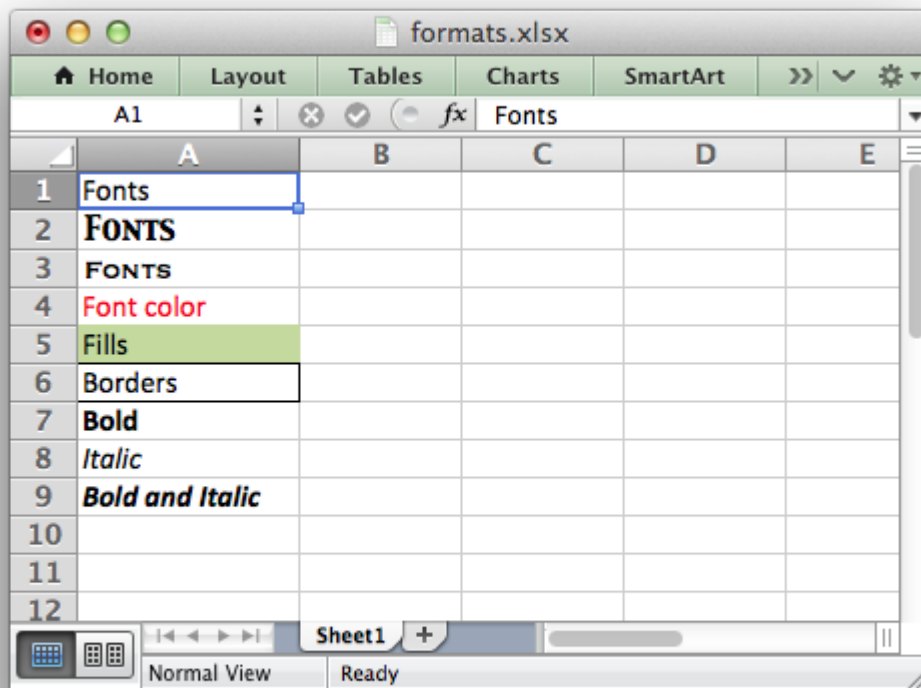 formats.xlsx
Home Layout Tables Charts SmartArt
A1 fx Fonts
A B C D E
1 Fonts
2 FONTS
3 FONTS
4 Font color
5 Fills
6 Borders
7 Bold
8 Italic
9 Bold and Italic
10
11
12
Sheet1 +
Normal View Ready